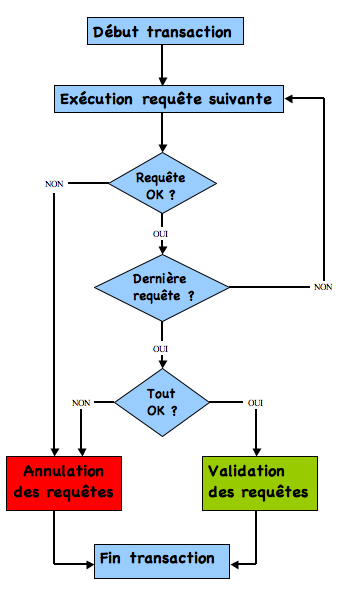 Début transaction
Exécution requête suivante
Requête
OK ?
NON
OUI
Dernière
requête ?
NON
OUI
Tout
OK ?
NON
OUI
Annulation
des requêtes
Validation
des requêtes
Fin transaction